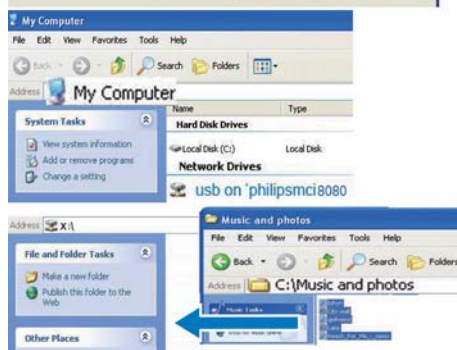 My Computer
File Edit View Favorites Tools Help
Back Search Folders
Address My Computer
Name Type
System Tasks
Hard Disk Drives
View system information
Local Disk (C:) Local Disk
Add or remove programs
Network Drives
Change a setting
usb on 'philipsmci8080
Address X:\
File and Folder Tasks
Make a new folder
Publish this folder to the
Web
Other Places
Music and photos
File Edit View Favorites Tools Help
Back Search Folders
Address C:\Music and photos
Music Tasks